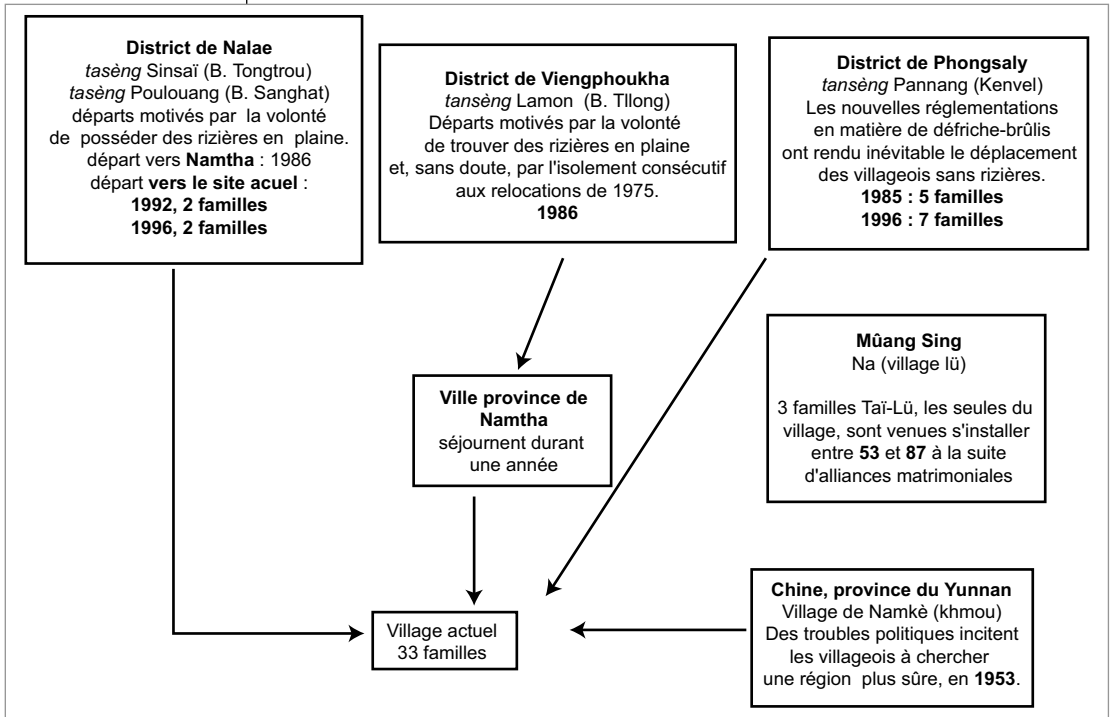 District de Nalae
tasèng Sinsaï (B. Tongtrou)
tasèng Poulouang (B. Sanghat)
départs motivés par la volonté
de posséder des rizières en plaine.
départ vers Namtha : 1986
départ vers le site acuel :
1992, 2 familles
1996, 2 familles
District de Viengphoukha
tansèng Lamon (B. Tllong)
Départs motivés par la volonté
de trouver des rizières en plaine
et, sans doute, par l'isolement consécutif
aux relocations de 1975.
1986
District de Phongsaly
tansèng Pannang (Kenvel)
Les nouvelles réglementations
en matière de défriche-brûlis
ont rendu inévitable le déplacement
des villageois sans rizières.
1985 : 5 familles
1996 : 7 familles
Mûang Sing
Na (village lü)
3 familles Taï-Lü, les seules du
village, sont venues s'installer
entre 53 et 87 à la suite
d'alliances matrimoniales
Ville province de
Namtha
séjournent durant
une année
Chine, province du Yunnan
Village de Namkè (khmou)
Des troubles politiques incitent
les villageois à chercher
une région plus sûre, en 1953.
Village actuel
33 familles